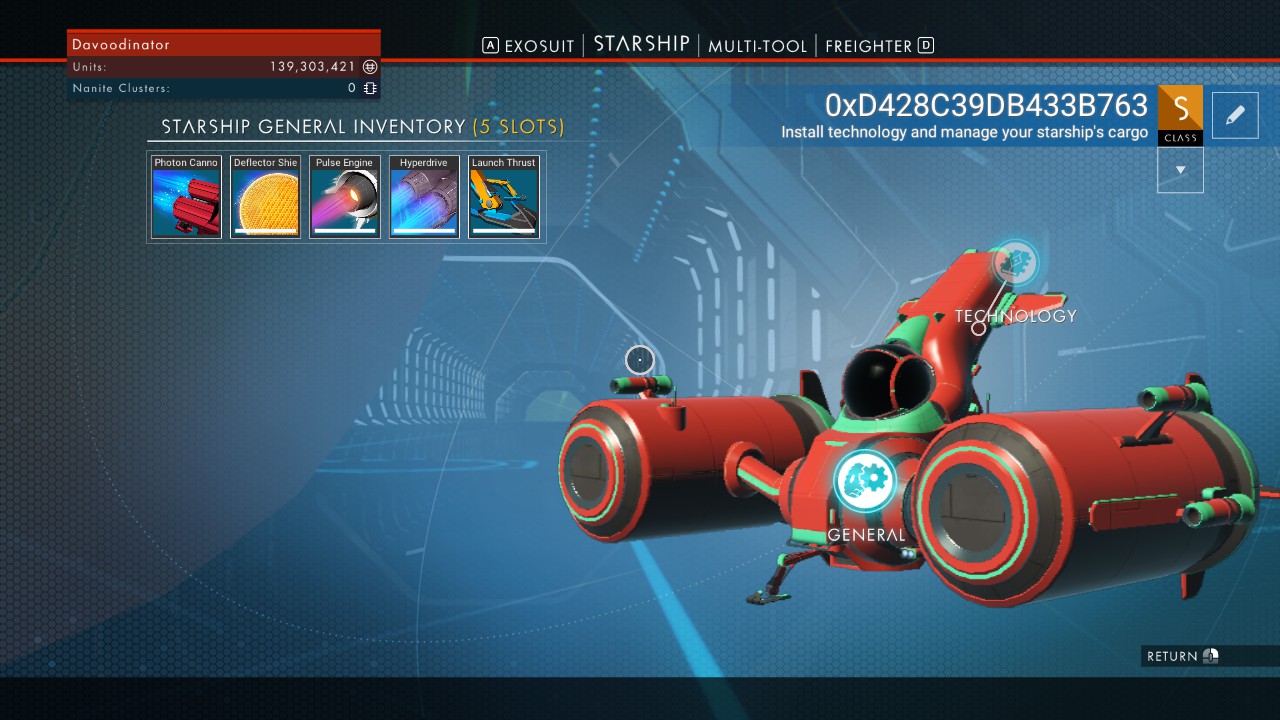 Davoodinator
Units: 139,303,421
Nanite Clusters: 0
A EXOSUIT STARSHIP MULTI-TOOL FREIGHTER D
STARSHIP GENERAL INVENTORY (5 SLOTS)
Photon Canno Deflector Shie Pulse Engine Hyperdrive Launch Thrust
0xD428C39DB433B763
Install technology and manage your starship's cargo
S
CLASS
TECHNOLOGY
GENERAL
RETURN